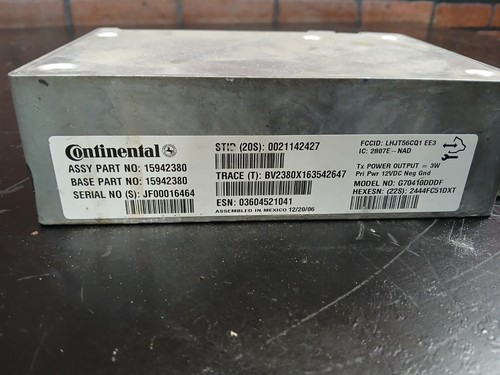 Continental
ASSY PART NO: 15942380
BASE PART NO: 15942380
SERIAL NO (S): JF00016464
STID (20S): 0021142427
TRACE (T): BV2380X163542647
ESN: 03604521041
ASSEMBLED IN MEXICO 12/20/06
FCCID: LHJT56CQ1 EE3
IC: 2807E-NAD
Tx POWER OUTPUT = 3W
Pri Pwr 12VDC Neg Gnd
MODEL NO: G70410DDDF
HEXESN: (22S): 2444FC51DXT